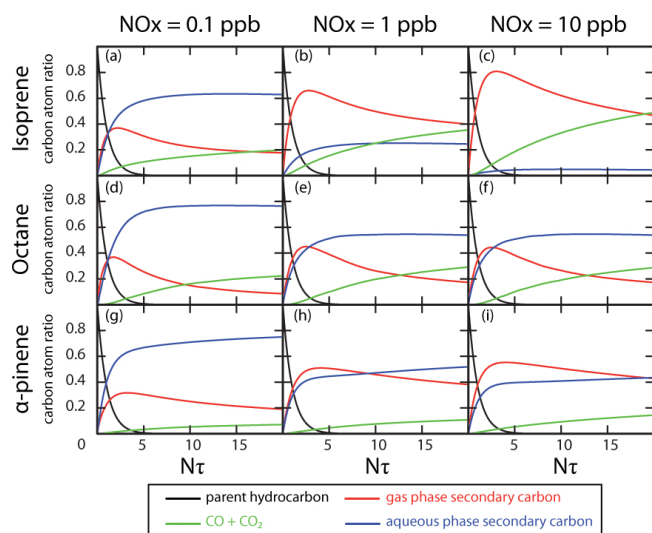 NOx = 0.1 ppb NOx = 1 ppb NOx = 10 ppb
Isoprene
carbon atom ratio
0.8
0.6
0.4
0.2
(a) (b) (c)
Octane
carbon atom ratio
0.8
0.6
0.4
0.2
(d) (e) (f)
α-pinene
carbon atom ratio
0.8
0.6
0.4
0.2
(g) (h) (i)
0 5 10 15 5 10 15 5 10 15
Nτ Nτ Nτ
parent hydrocarbon gas phase secondary carbon
CO + CO₂ aqueous phase secondary carbon